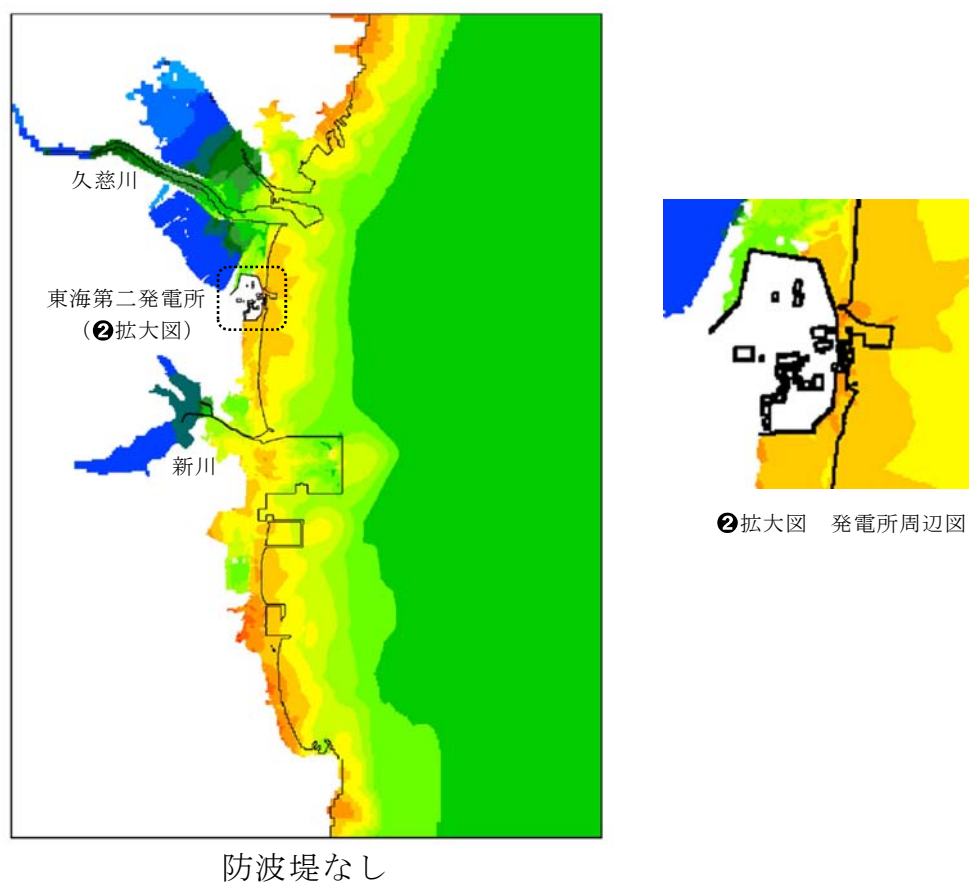 久慈川
東海第二発電所
(❷拡大図)
新川
❷拡大図　発電所周辺図
防波堤なし